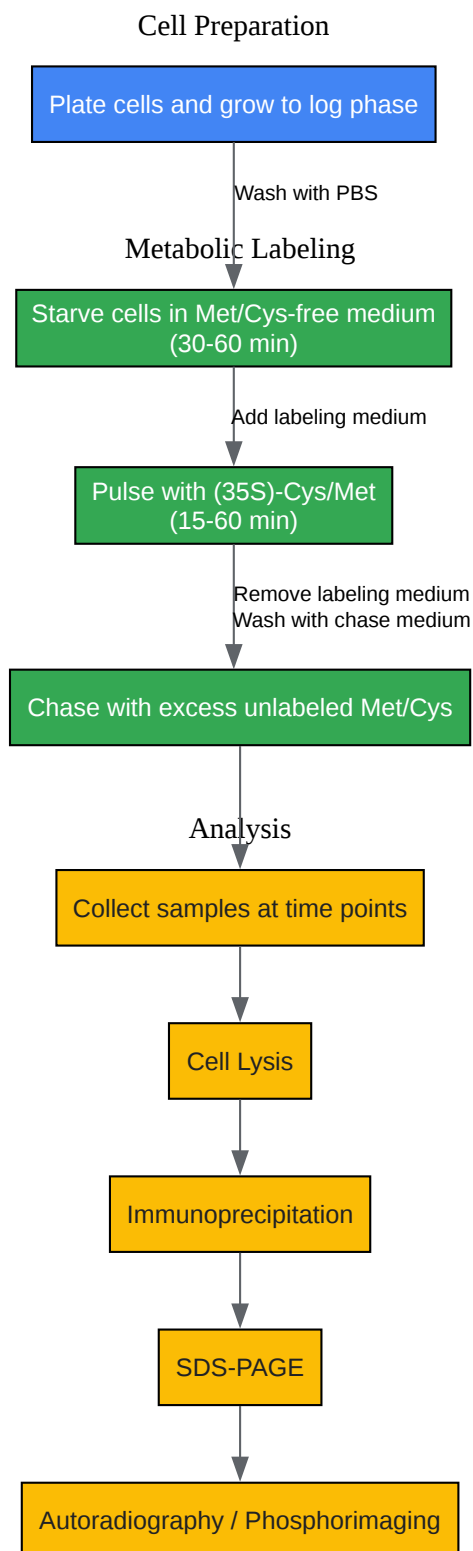 Cell Preparation
Plate cells and grow to log phase
Wash with PBS
Metabolic Labeling
Starve cells in Met/Cys-free medium
(30-60 min)
Add labeling medium
Pulse with (35S)-Cys/Met
(15-60 min)
Remove labeling medium
Wash with chase medium
Chase with excess unlabeled Met/Cys
Analysis
Collect samples at time points
Cell Lysis
Immunoprecipitation
SDS-PAGE
Autoradiography / Phosphorimaging